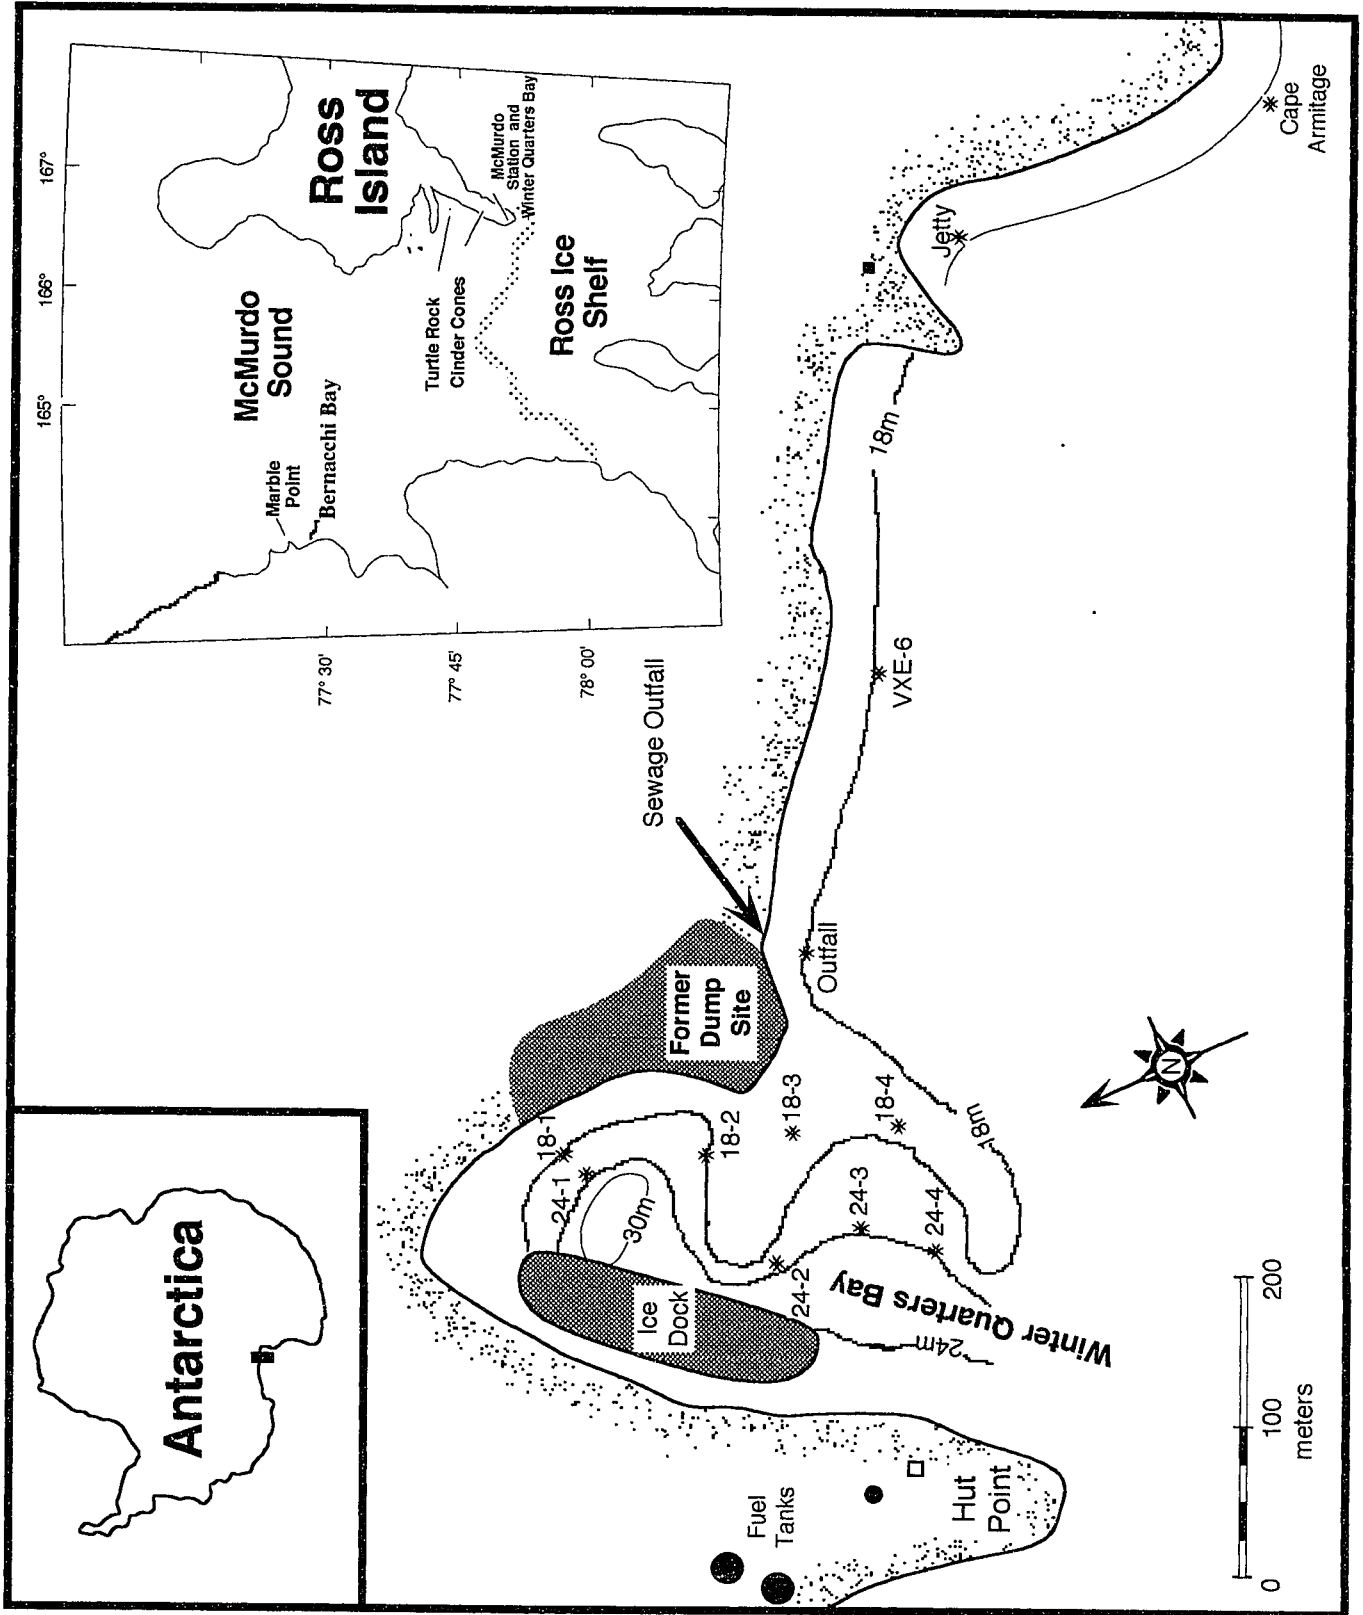 Antarctica
McMurdo
Sound
Ross
Island
Marble
Point
Bernacchi Bay
Turtle Rock
Cinder Cones
McMurdo
Station and
Winter Quarters Bay
Ross Ice
Shelf
165°
166°
167°
77° 30'
77° 45'
78° 00'
Sewage Outfall
Former
Dump
Site
18-1
24-1
30m
18-2
18-3
18-4
24-2
24-3
24-4
Ice
Dock
Winter Quarters Bay
24m
18m
Outfall
VXE-6
18m
Jetty
Cape
Armitage
Fuel
Tanks
Hut
Point
N
0
100
200
meters